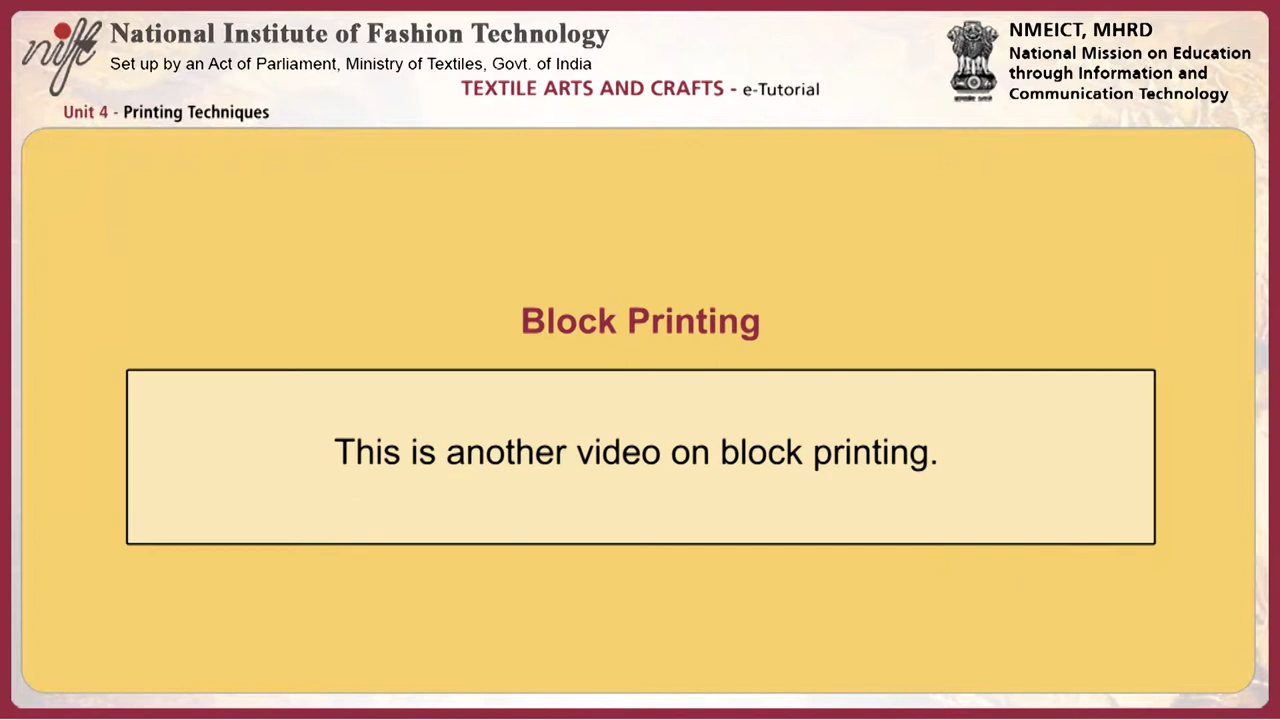 nift
National Institute of Fashion Technology
Set up by an Act of Parliament, Ministry of Textiles, Govt. of India
TEXTILE ARTS AND CRAFTS - e-Tutorial
Unit 4 - Printing Techniques
NMEICT, MHRD
National Mission on Education
through Information and
Communication Technology
Block Printing
This is another video on block printing.